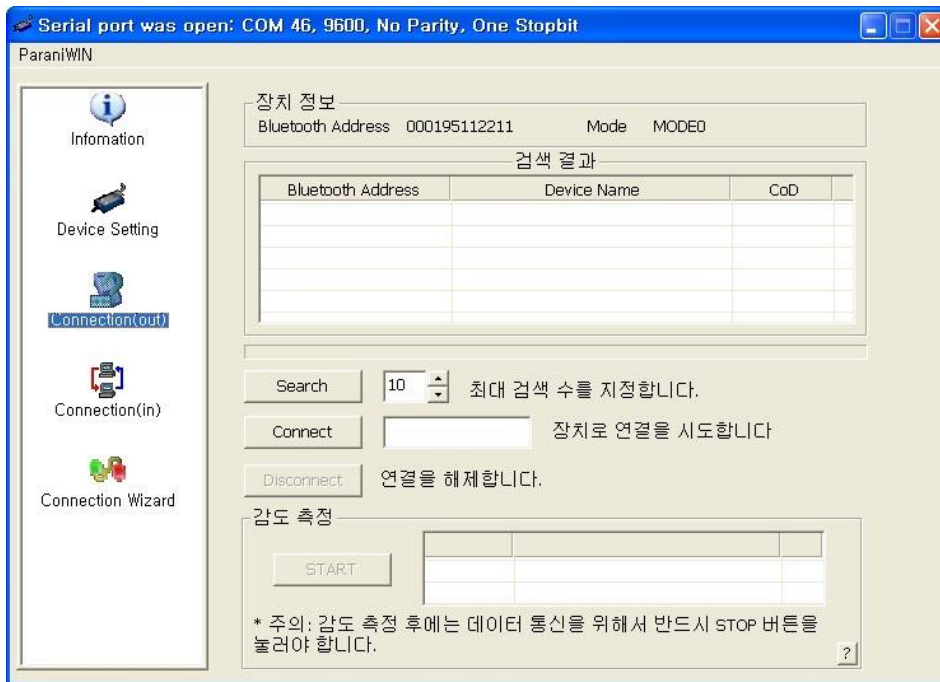 Serial port was open: COM 46, 9600, No Parity, One Stopbit
ParaniWIN
Infomation
Device Setting
Connection(out)
Connection(in)
Connection Wizard
장치 정보
Bluetooth Address 000195112211 Mode MODE0
검색 결과
Bluetooth Address Device Name CoD
Search 10 최대 검색 수를 지정합니다.
Connect 장치로 연결을 시도합니다
Disconnect 연결을 해제합니다.
감도 측정
START
* 주의: 감도 측정 후에는 데이터 통신을 위해서 반드시 STOP 버튼을
눌러야 합니다.
?